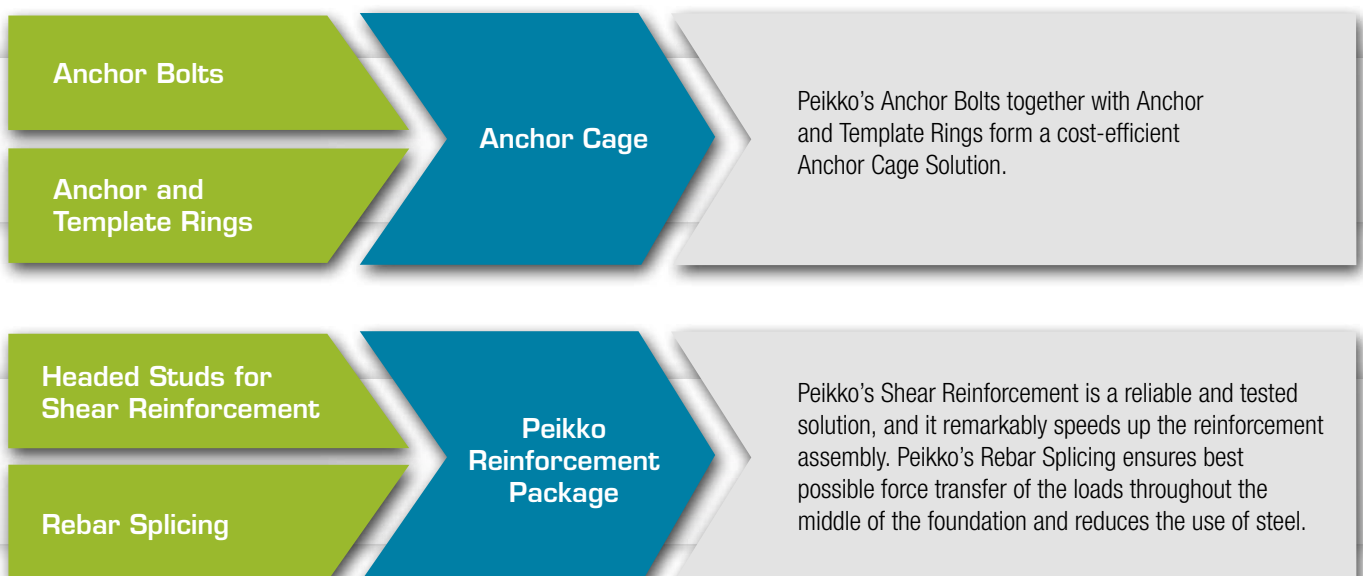 Anchor Bolts
Anchor and
Template Rings
Anchor Cage
Peikko’s Anchor Bolts together with Anchor
and Template Rings form a cost-efficient
Anchor Cage Solution.
Headed Studs for
Shear Reinforcement
Rebar Splicing
Peikko
Reinforcement
Package
Peikko’s Shear Reinforcement is a reliable and tested
solution, and it remarkably speeds up the reinforcement
assembly. Peikko’s Rebar Splicing ensures best
possible force transfer of the loads throughout the
middle of the foundation and reduces the use of steel.